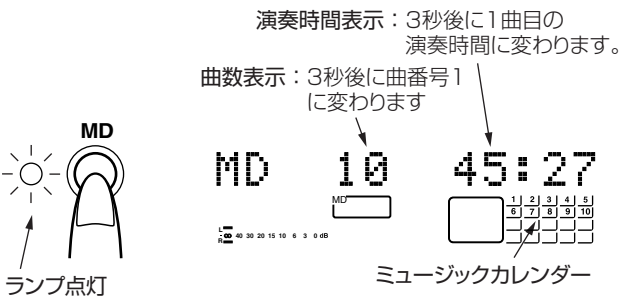 演奏時間表示：3秒後に1曲目の
演奏時間に変わります。
曲数表示：3秒後に曲番号1
に変わります
MD
MD 10 45:27
MD
1 2 3 4 5
6 7 8 9 10
L
-∞ 40 30 20 15 10 6 3 0 dB
R
ランプ点灯
ミュージックカレンダー